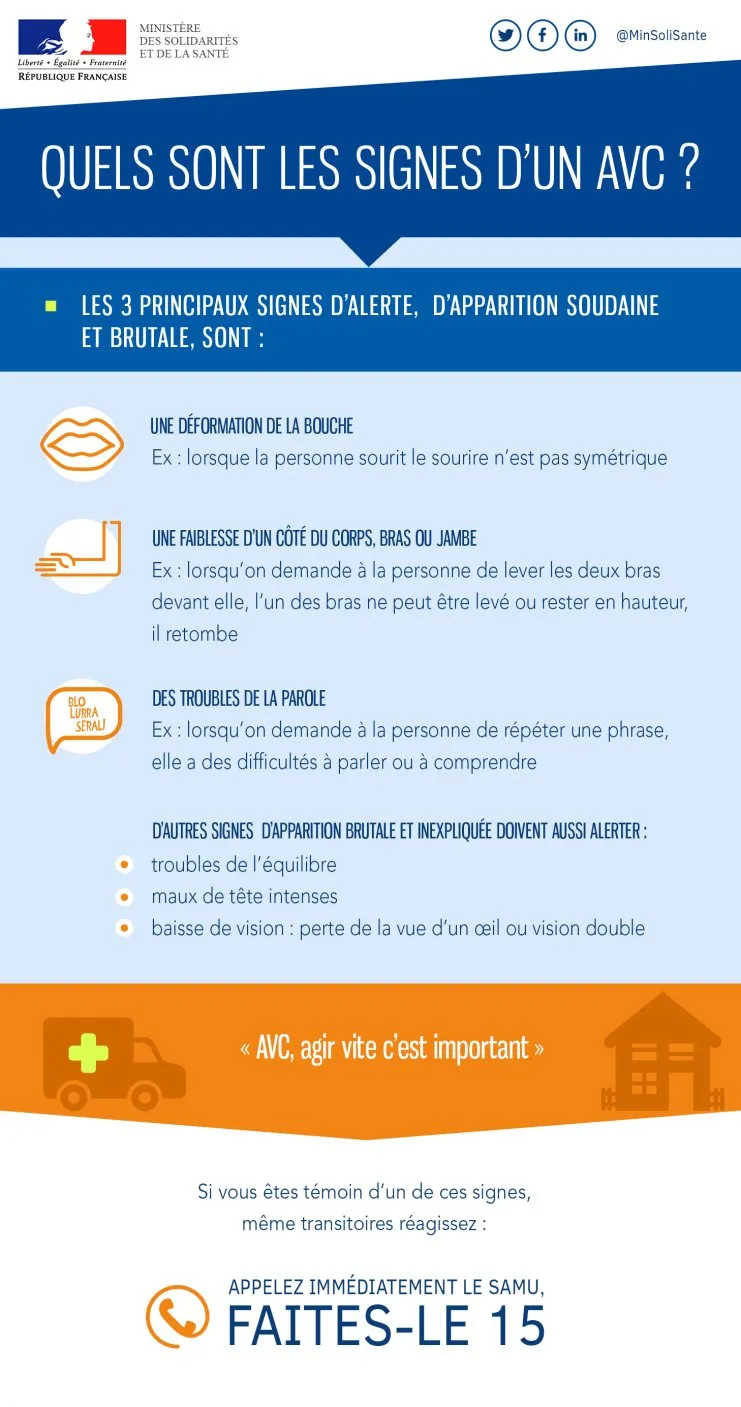 MINISTÈRE
DES SOLIDARITÉS
ET DE LA SANTÉ
Liberté • Égalité • Fraternité
RÉPUBLIQUE FRANÇAISE
@MinSoliSante
QUELS SONT LES SIGNES D'UN AVC ?
LES 3 PRINCIPAUX SIGNES D'ALERTE, D'APPARITION SOUDAINE
ET BRUTALE, SONT :
UNE DÉFORMATION DE LA BOUCHE
Ex : lorsque la personne sourit le sourire n'est pas symétrique
UNE FAIBLESSE D'UN CÔTÉ DU CORPS, BRAS OU JAMBE
Ex : lorsqu'on demande à la personne de lever les deux bras
devant elle, l'un des bras ne peut être levé ou rester en hauteur,
il retombe
BLO
LURRA
SERALI
DES TROUBLES DE LA PAROLE
Ex : lorsqu'on demande à la personne de répéter une phrase,
elle a des difficultés à parler ou à comprendre
D'AUTRES SIGNES D'APPARITION BRUTALE ET INEXPLIQUÉE DOIVENT AUSSI ALERTER :
troubles de l'équilibre
maux de tête intenses
baisse de vision : perte de la vue d'un œil ou vision double
« AVC, agir vite c'est important »
Si vous êtes témoin d'un de ces signes,
même transitoires réagissez :
APPELEZ IMMÉDIATEMENT LE SAMU,
FAITES-LE 15